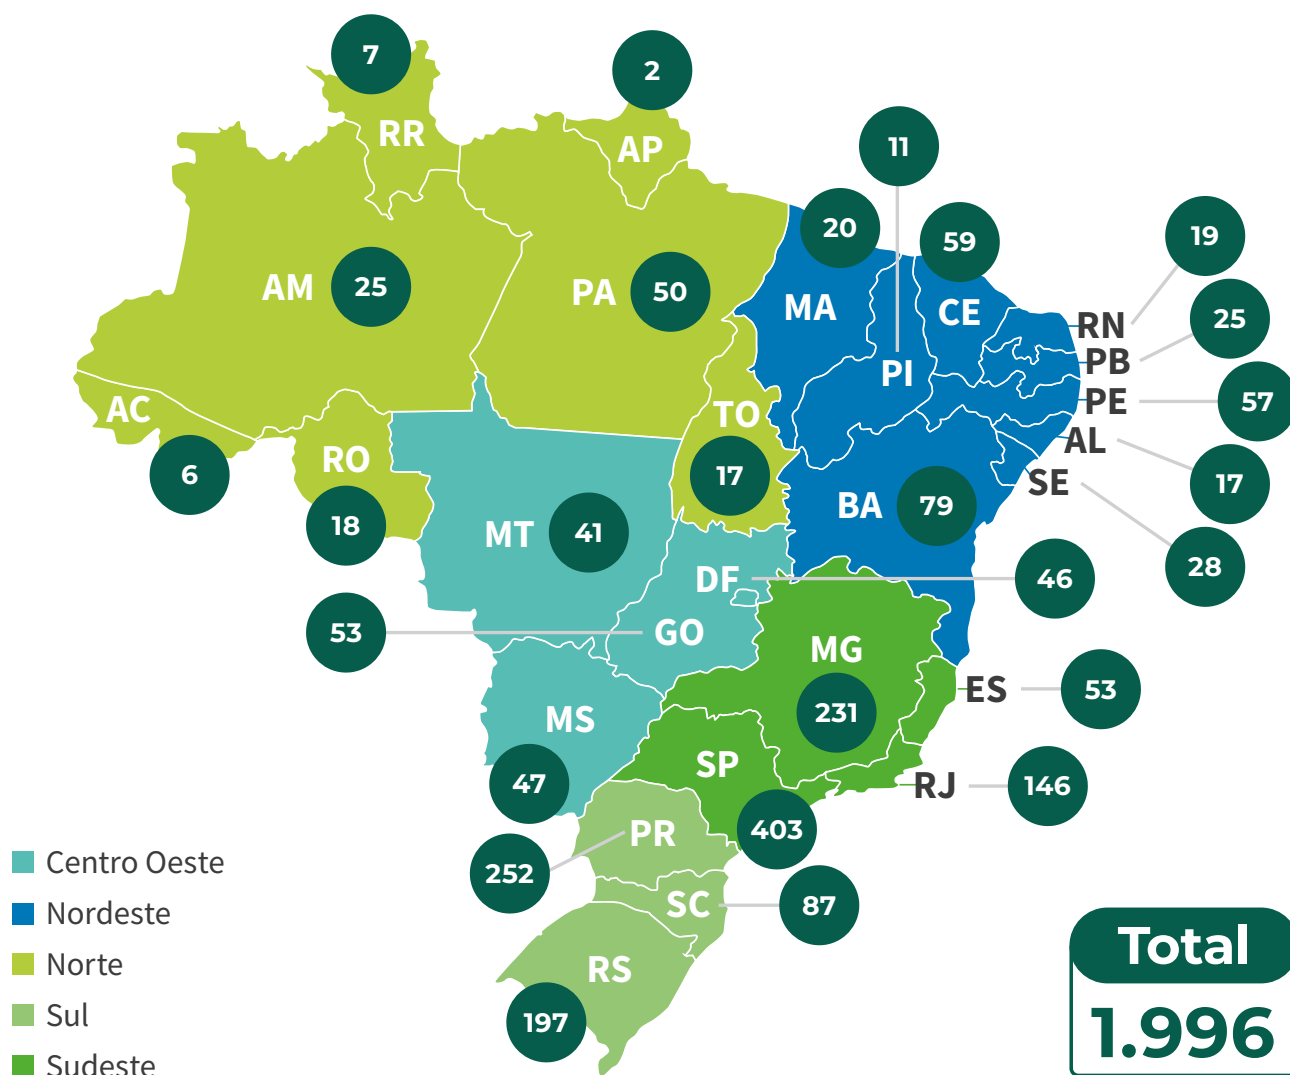 7
2
RR
AP
11
20
59
19
AM
25
PA
50
MA
CE
RN
25
PB
PI
PE
57
AC
TO
AL
6
RO
17
BA
79
SE
17
18
MT
41
28
DF
46
53
GO
MG
ES
53
MS
231
SP
RJ
146
47
403
PR
252
SC
87
RS
197
Centro Oeste
Nordeste
Norte
Sul
Sudeste
Total
1.996